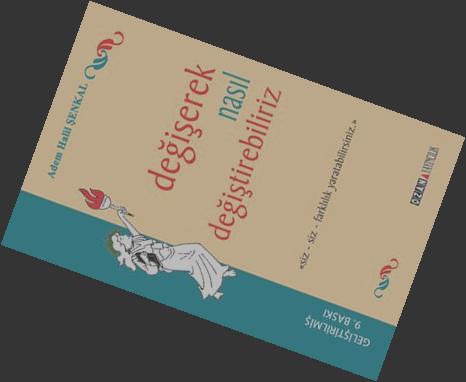 Adem Halil ŞENKAL
değişerek
nasıl
değiştirebiliriz
«siz - siz - farklılık yaratabilirsiniz.»
GELİŞTİRİLMİŞ
9. BASKI